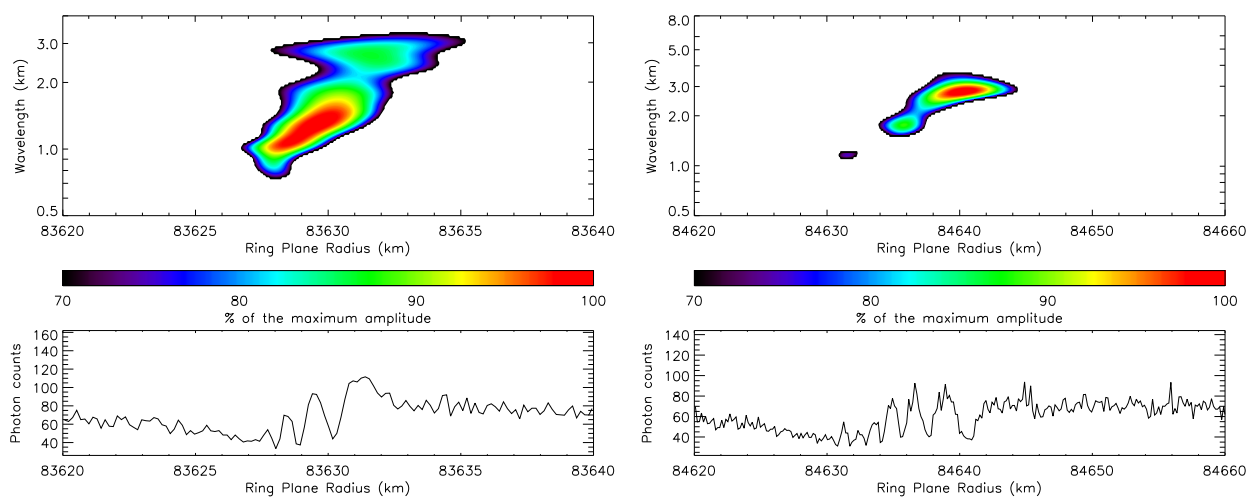 3.0
2.0
1.0
0.5
Wavelength (km)
83620 83625 83630 83635 83640
Ring Plane Radius (km)
8.0
5.0
3.0
2.0
1.0
0.5
Wavelength (km)
84620 84630 84640 84650 84660
Ring Plane Radius (km)
70 80 90 100
% of the maximum amplitude
70 80 90 100
% of the maximum amplitude
160
140
120
100
80
60
40
Photon counts
83620 83625 83630 83635 83640
Ring Plane Radius (km)
140
120
100
80
60
40
Photon counts
84620 84630 84640 84650 84660
Ring Plane Radius (km)